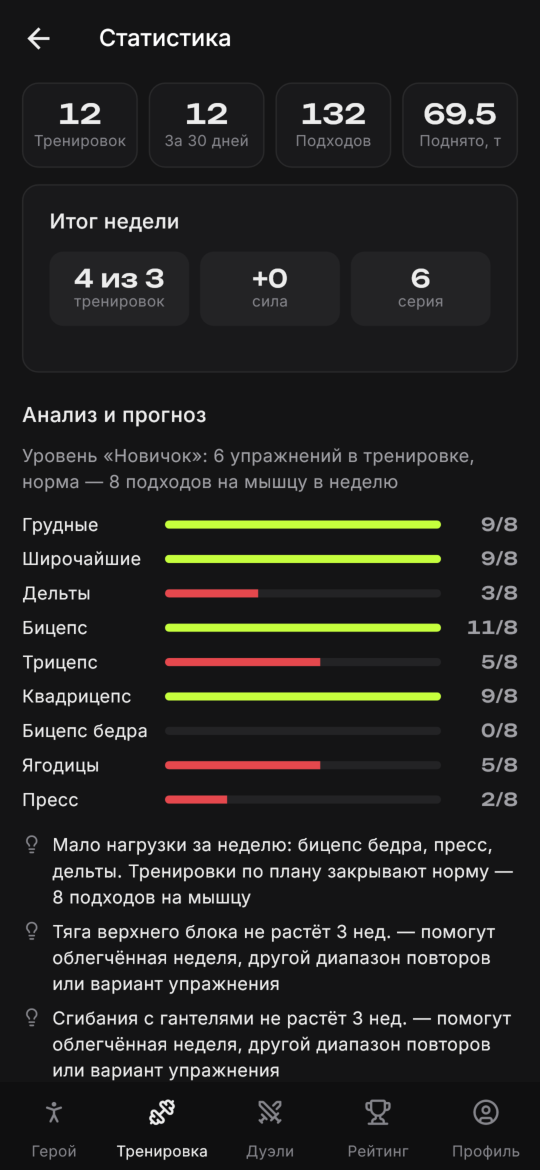 Статистика
12
Тренировок
12
За 30 дней
132
Подходов
69.5
Поднято, т
Итог недели
4 из 3
тренировок
+0
сила
6
серия
Анализ и прогноз
Уровень «Новичок»: 6 упражнений в тренировке,
норма — 8 подходов на мышцу в неделю
Грудные 9/8
Широчайшие 9/8
Дельты 3/8
Бицепс 11/8
Трицепс 5/8
Квадрицепс 9/8
Бицепс бедра 0/8
Ягодицы 5/8
Пресс 2/8
Мало нагрузки за неделю: бицепс бедра, пресс,
дельты. Тренировки по плану закрывают норму —
8 подходов на мышцу
Тяга верхнего блока не растёт 3 нед. — помогут
облегчённая неделя, другой диапазон повторов
или вариант упражнения
Сгибания с гантелями не растёт 3 нед. — помогут
облегчённая неделя, другой диапазон повторов
или вариант упражнения
Герой
Тренировка
Дуэли
Рейтинг
Профиль